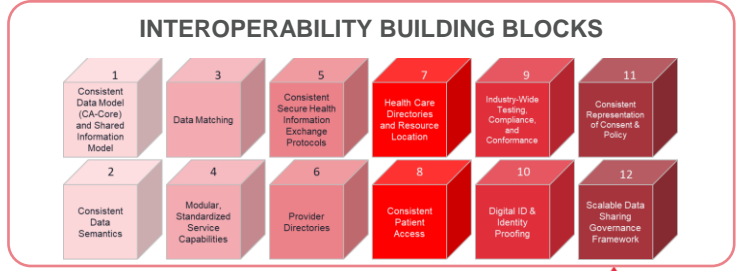 INTEROPERABILITY BUILDING BLOCKS
1
Consistent
Data Model
(CA-Core)
and Shared
Information
Model
3
Data Matching
5
Consistent
Secure Health
Information
Exchange
Protocols
7
Health Care
Directories
and Resource
Location
9
Industry-Wide
Testing,
Compliance,
and
Conformance
11
Consistent
Representation
of Consent &
Policy
2
Consistent
Data
Semantics
4
Modular,
Standardized
Service
Capabilities
6
Provider
Directories
8
Consistent
Patient
Access
10
Digital ID &
Identity
Proofing
12
Scalable Data
Sharing
Governance
Framework